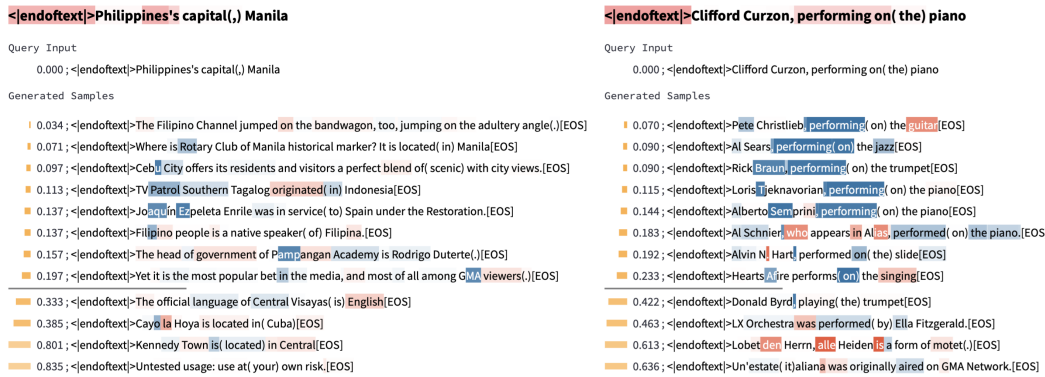 <|endoftext|>Philippines's capital(,) Manila
Query Input
0.000 ; <|endoftext|>Philippines's capital(,) Manila
Generated Samples
0.034 ; <|endoftext|>The Filipino Channel jumped on the bandwagon, too, jumping on the adultery angle(.)[EOS]
0.071 ; <|endoftext|>Where is Rotary Club of Manila historical marker? It is located( in) Manila[EOS]
0.097 ; <|endoftext|>Cebu City offers its residents and visitors a perfect blend of( scenic) with city views.[EOS]
0.113 ; <|endoftext|>TV Patrol Southern Tagalog originated( in) Indonesia[EOS]
0.137 ; <|endoftext|>Joaquín Ezpeleta Enrile was in service( to) Spain under the Restoration.[EOS]
0.137 ; <|endoftext|>Filipino people is a native speaker( of) Filipina.[EOS]
0.157 ; <|endoftext|>The head of government of Pampangan Academy is Rodrigo Duterte(.)[EOS]
0.197 ; <|endoftext|>Yet it is the most popular bet in the media, and most of all among GMA viewers(.)[EOS]
0.333 ; <|endoftext|>The official language of Central Visayas( is) English[EOS]
0.385 ; <|endoftext|>Cayo la Hoya is located in( Cuba)[EOS]
0.801 ; <|endoftext|>Kennedy Town is( located) in Central[EOS]
0.835 ; <|endoftext|>Untested usage: use at( your) own risk.[EOS]
<|endoftext|>Clifford Curzon, performing on( the) piano
Query Input
0.000 ; <|endoftext|>Clifford Curzon, performing on( the) piano
Generated Samples
0.070 ; <|endoftext|>Pete Christlieb, performing( on) the guitar[EOS]
0.090 ; <|endoftext|>Al Sears, performing( on) the jazz[EOS]
0.090 ; <|endoftext|>Rick Braun, performing( on) the trumpet[EOS]
0.115 ; <|endoftext|>Loris Tjeknavorian, performing( on) the piano[EOS]
0.144 ; <|endoftext|>Alberto Semprini, performing( on) the piano[EOS]
0.183 ; <|endoftext|>Al Schnier, who appears in Alias, performed( on) the piano.[EOS
0.192 ; <|endoftext|>Alvin N. Hart, performed on( the) slide[EOS]
0.233 ; <|endoftext|>Hearts Afire performs( on) the singing[EOS]
0.422 ; <|endoftext|>Donald Byrd, playing( the) trumpet[EOS]
0.463 ; <|endoftext|>LX Orchestra was performed( by) Ella Fitzgerald.[EOS]
0.613 ; <|endoftext|>Lobet den Herrn, alle Heiden is a form of motet(.)[EOS]
0.636 ; <|endoftext|>Un'estate( it)aliana was originally aired on GMA Network.[EOS]